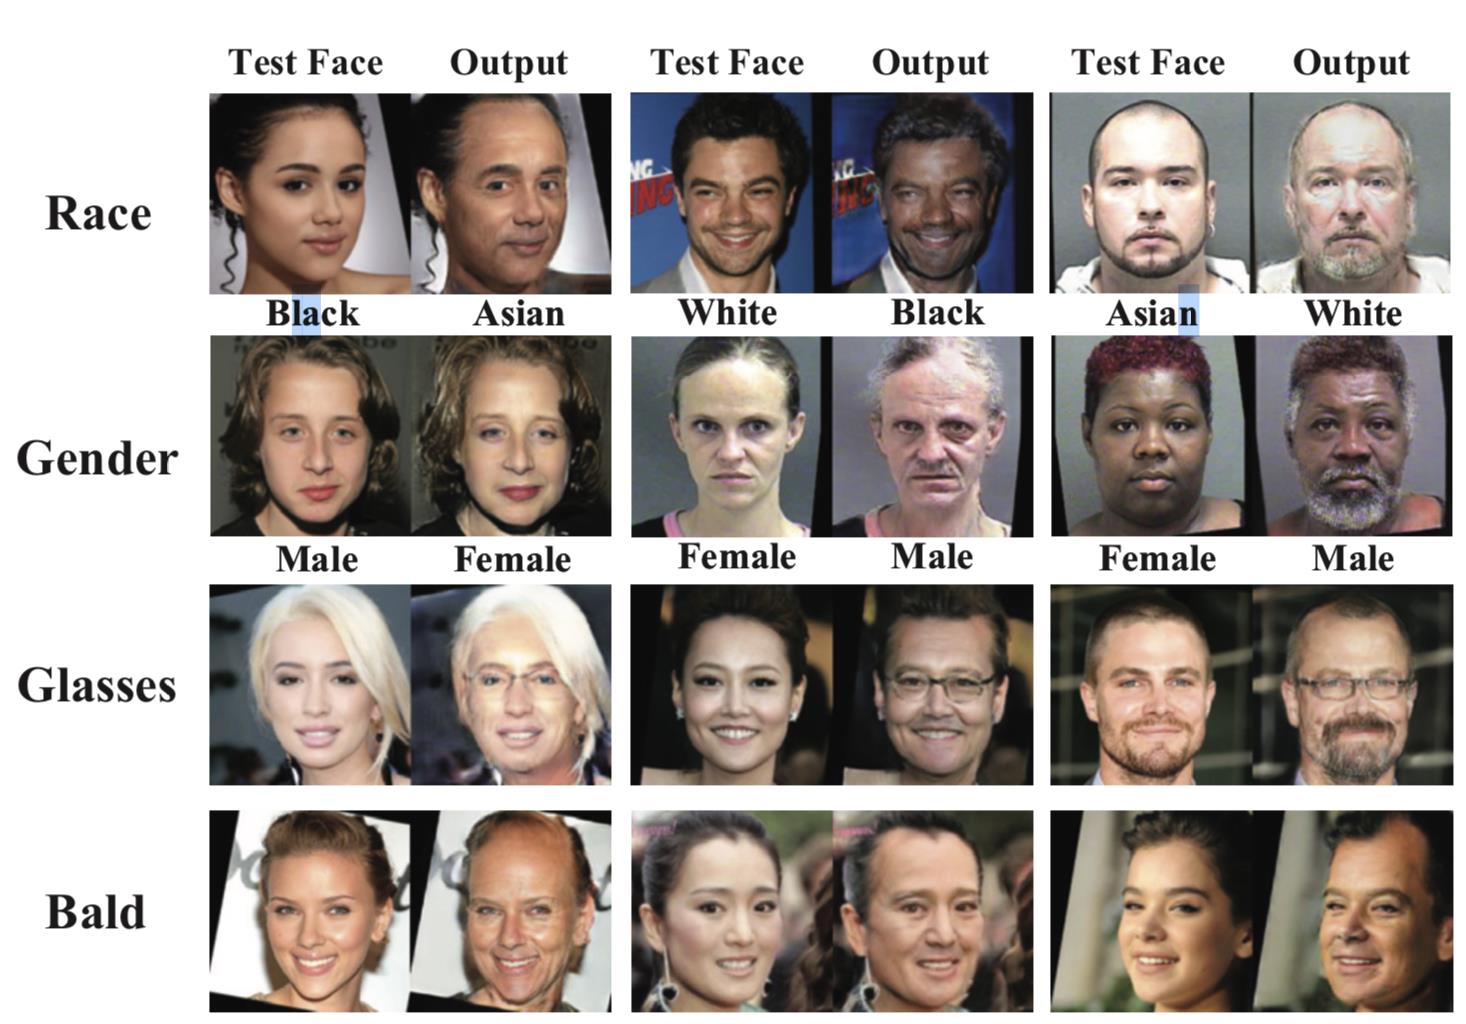 Test Face Output Test Face Output Test Face Output
Race
NG
Black Asian White Black Asian White
Gender
Male Female Female Male Female Male
Glasses
Bald